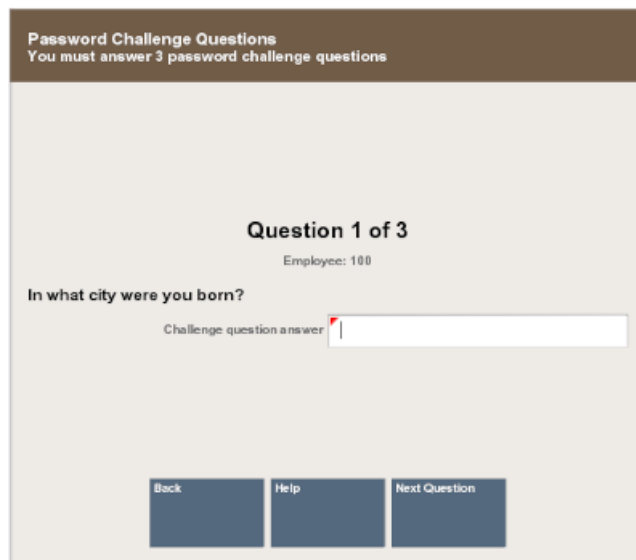 Password Challenge Questions
You must answer 3 password challenge questions
Question 1 of 3
Employee: 100
In what city were you born?
Challenge question answer
Back Help Next Question